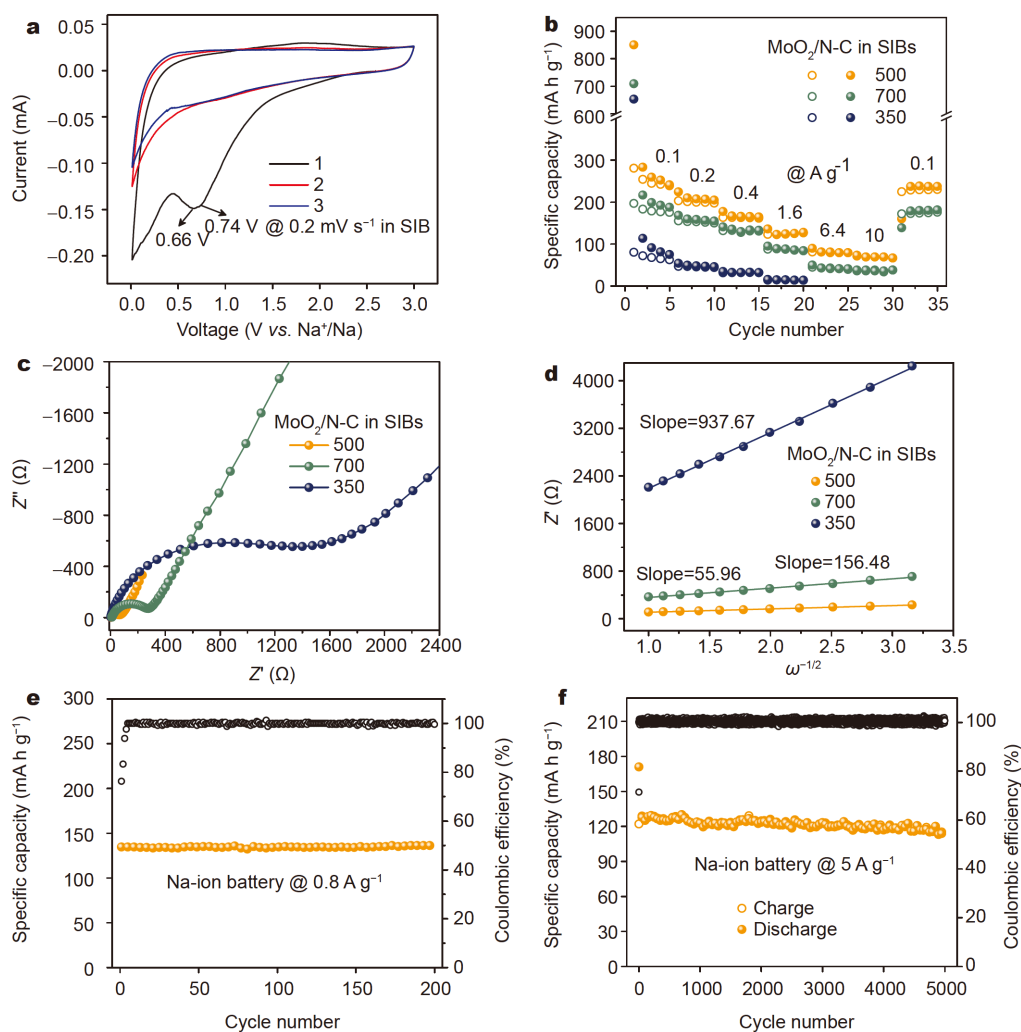 a
0.05
0.00
−0.05
−0.10
−0.15
−0.20
Current (mA)
1
2
3
0.66 V
0.74 V @ 0.2 mV s⁻¹ in SIB
0.0 0.5 1.0 1.5 2.0 2.5 3.0
Voltage (V vs. Na⁺/Na)
b
900
800
700
600
300
200
100
0
Specific capacity (mA h g⁻¹)
MoO₂/N-C in SIBs
500
700
350
0.1
0.2
0.4
@ A g⁻¹
1.6
6.4
10
0.1
0 5 10 15 20 25 30 35
Cycle number
c
−2000
−1600
−1200
−800
−400
0
Z'' (Ω)
MoO₂/N-C in SIBs
500
700
350
0 400 800 1200 1600 2000 2400
Z' (Ω)
d
4000
3200
2400
1600
800
0
Z' (Ω)
Slope=937.67
MoO₂/N-C in SIBs
500
700
350
Slope=55.96
Slope=156.48
1.0 1.5 2.0 2.5 3.0 3.5
ω⁻¹/²
e
300
250
200
150
100
50
0
Specific capacity (mA h g⁻¹)
Na-ion battery @ 0.8 A g⁻¹
100
80
60
40
20
0
Coulombic efficiency (%)
0 50 100 150 200
Cycle number
f
210
180
150
120
90
60
30
0
Specific capacity (mA h g⁻¹)
Na-ion battery @ 5 A g⁻¹
Charge
Discharge
100
80
60
40
20
0
Coulombic efficiency (%)
0 1000 2000 3000 4000 5000
Cycle number